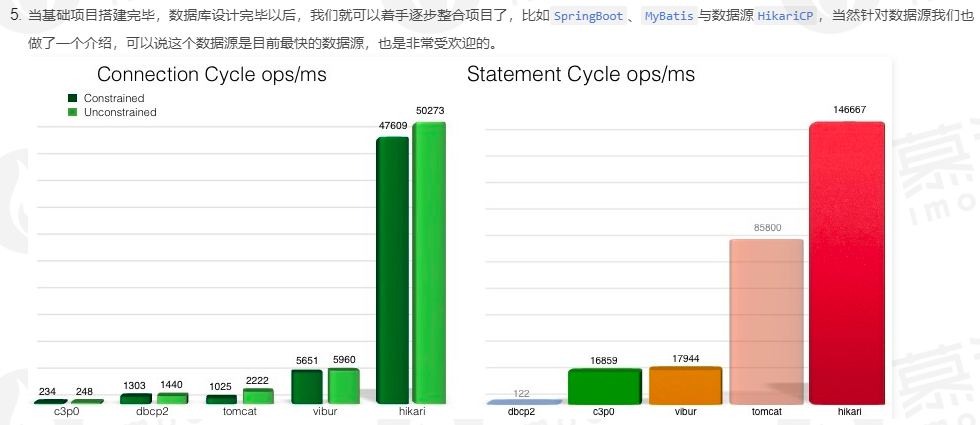 5. 当基础项目搭建完毕，数据库设计完毕以后，我们就可以着手逐步整合项目了，比如 SpringBoot 、 MyBatis 与数据源 HikariCP ，当然针对数据源我们也
做了一个介绍，可以说这个数据源是目前最快的数据源，也是非常受欢迎的。
Connection Cycle ops/ms
Constrained
Unconstrained
234 248 1303 1440 1025 2222 5651 5960 47609 50273
c3p0 dbcp2 tomcat vibur hikari
Statement Cycle ops/ms
122 16859 17944 85800 146667
dbcp2 c3p0 vibur tomcat hikari
慕
imo